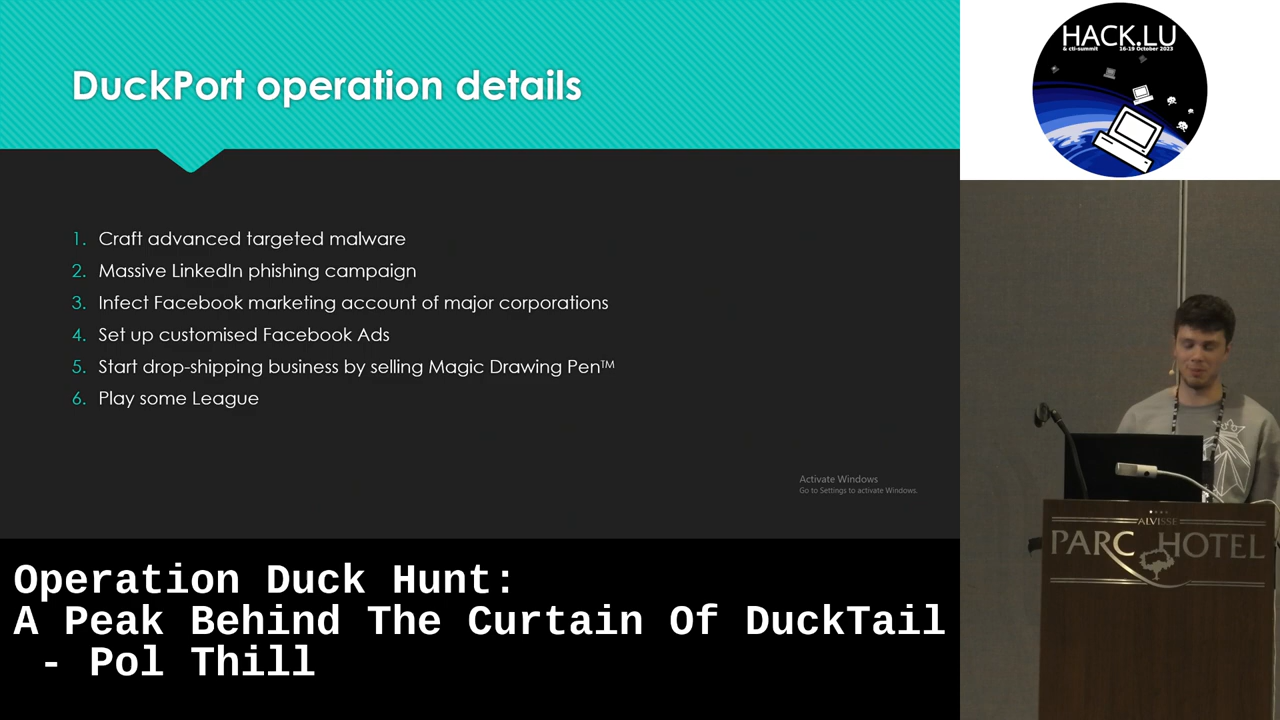 DuckPort operation details
1. Craft advanced targeted malware
2. Massive LinkedIn phishing campaign
3. Infect Facebook marketing account of major corporations
4. Set up customised Facebook Ads
5. Start drop-shipping business by selling Magic Drawing Pen™
6. Play some League
Activate Windows
Go to Settings to activate Windows.
HACK.LU
& cti-summit 16-19 October 2023
ALVISSE
PARC HOTEL
Operation Duck Hunt:
A Peak Behind The Curtain Of DuckTail
- Pol Thill